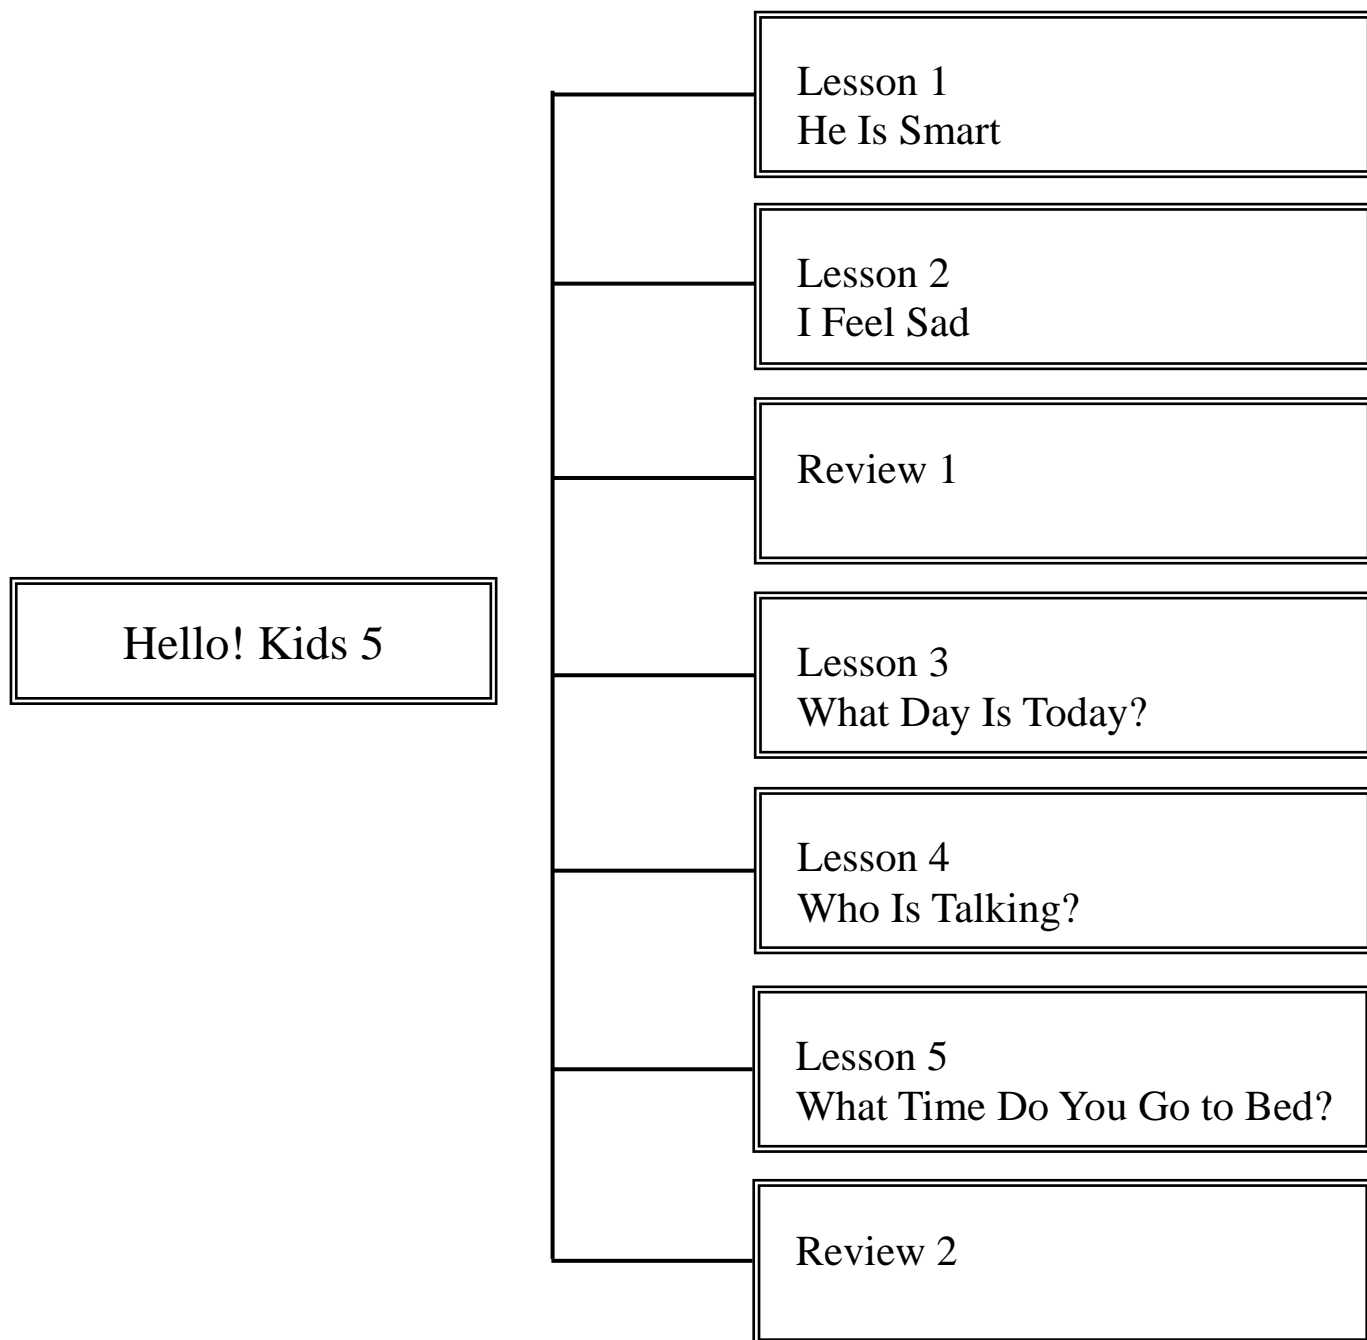 Hello! Kids 5
Lesson 1
He Is Smart
Lesson 2
I Feel Sad
Review 1
Lesson 3
What Day Is Today?
Lesson 4
Who Is Talking?
Lesson 5
What Time Do You Go to Bed?
Review 2